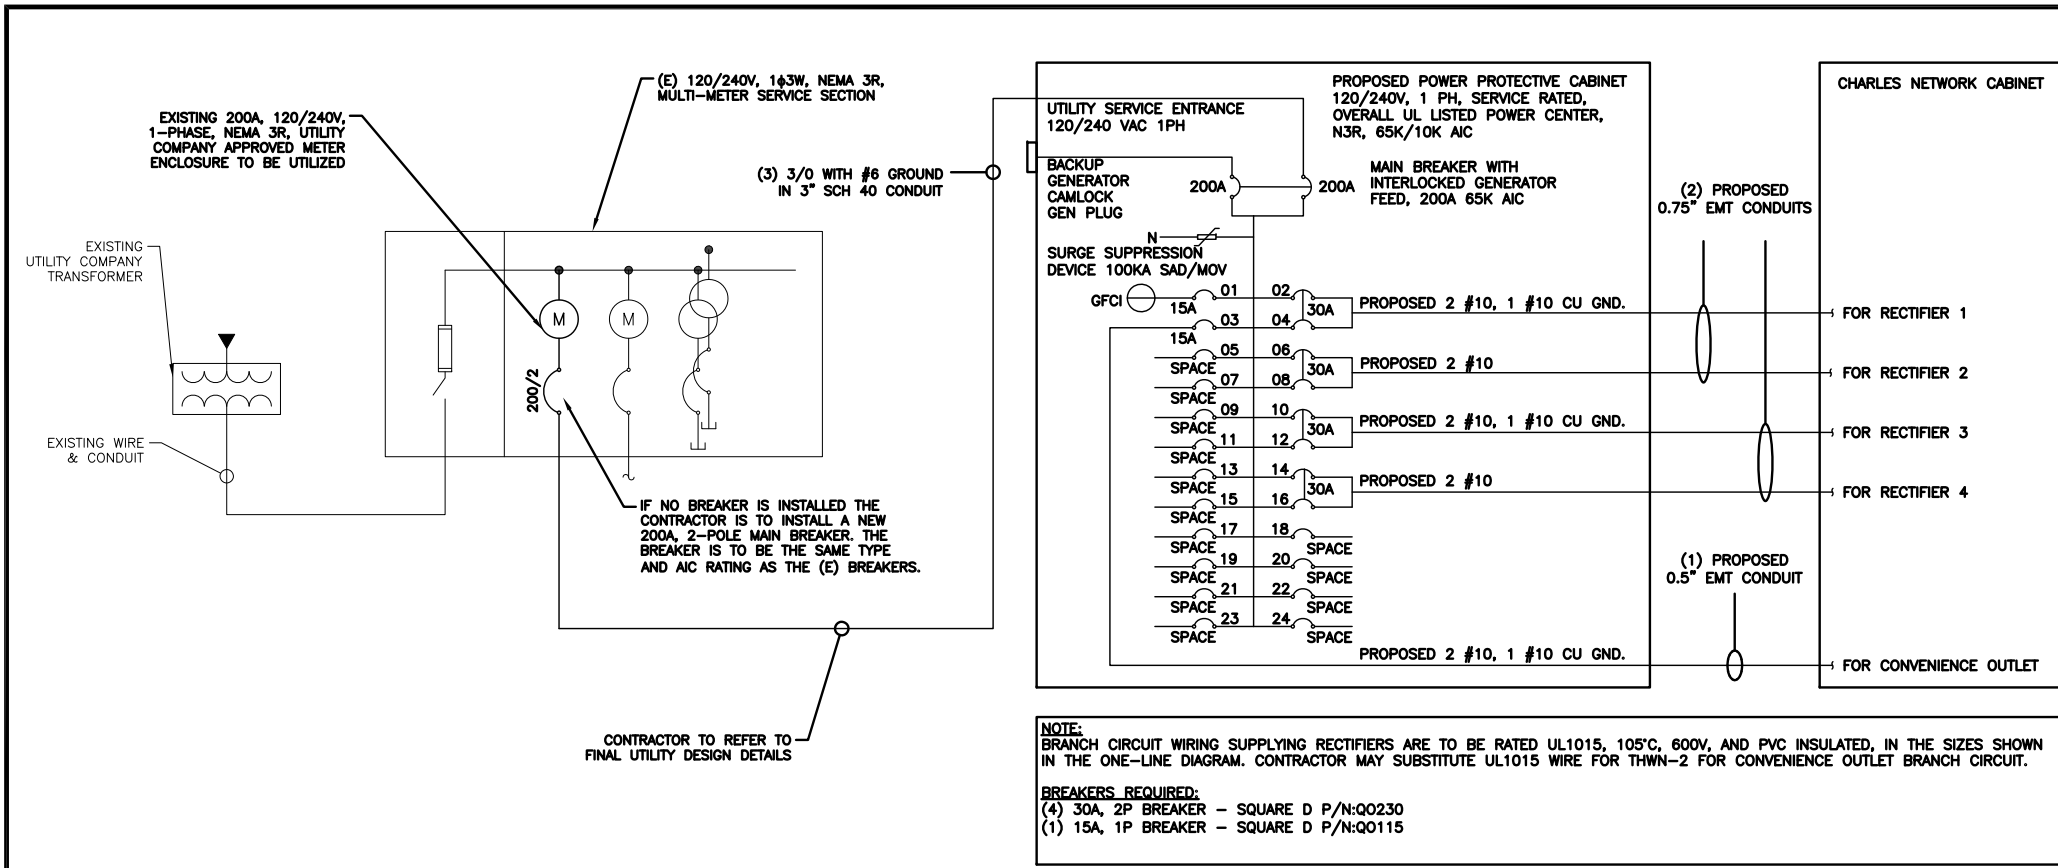 (E) 120/240V, 1ϕ3W, NEMA 3R,
MULTI-METER SERVICE SECTION
EXISTING 200A, 120/240V,
1-PHASE, NEMA 3R, UTILITY
COMPANY APPROVED METER
ENCLOSURE TO BE UTILIZED
(3) 3/0 WITH #6 GROUND
IN 3" SCH 40 CONDUIT
EXISTING
UTILITY COMPANY
TRANSFORMER
EXISTING WIRE
& CONDUIT
M
M
200/2
IF NO BREAKER IS INSTALLED THE
CONTRACTOR IS TO INSTALL A NEW
200A, 2-POLE MAIN BREAKER. THE
BREAKER IS TO BE THE SAME TYPE
AND AIC RATING AS THE (E) BREAKERS.
CONTRACTOR TO REFER TO
FINAL UTILITY DESIGN DETAILS
UTILITY SERVICE ENTRANCE
120/240 VAC 1PH
PROPOSED POWER PROTECTIVE CABINET
120/240V, 1 PH, SERVICE RATED,
OVERALL UL LISTED POWER CENTER,
N3R, 65K/10K AIC
BACKUP
GENERATOR
CAMLOCK
GEN PLUG
200A
200A
MAIN BREAKER WITH
INTERLOCKED GENERATOR
FEED, 200A 65K AIC
N
SURGE SUPPRESSION
DEVICE 100KA SAD/MOV
GFCI
01
02
15A
30A
PROPOSED 2 #10, 1 #10 CU GND.
03
04
15A
05
06
SPACE
30A
PROPOSED 2 #10
07
08
SPACE
09
10
SPACE
30A
PROPOSED 2 #10, 1 #10 CU GND.
11
12
SPACE
13
14
SPACE
30A
PROPOSED 2 #10
15
16
SPACE
17
18
SPACE
SPACE
19
20
SPACE
SPACE
21
22
SPACE
SPACE
23
24
SPACE
SPACE
PROPOSED 2 #10, 1 #10 CU GND.
(2) PROPOSED
0.75" EMT CONDUITS
(1) PROPOSED
0.5" EMT CONDUIT
CHARLES NETWORK CABINET
FOR RECTIFIER 1
FOR RECTIFIER 2
FOR RECTIFIER 3
FOR RECTIFIER 4
FOR CONVENIENCE OUTLET
NOTE:
BRANCH CIRCUIT WIRING SUPPLYING RECTIFIERS ARE TO BE RATED UL1015, 105°C, 600V, AND PVC INSULATED, IN THE SIZES SHOWN
IN THE ONE-LINE DIAGRAM. CONTRACTOR MAY SUBSTITUTE UL1015 WIRE FOR THWN-2 FOR CONVENIENCE OUTLET BRANCH CIRCUIT.
BREAKERS REQUIRED:
(4) 30A, 2P BREAKER - SQUARE D P/N:QO230
(1) 15A, 1P BREAKER - SQUARE D P/N:QO115